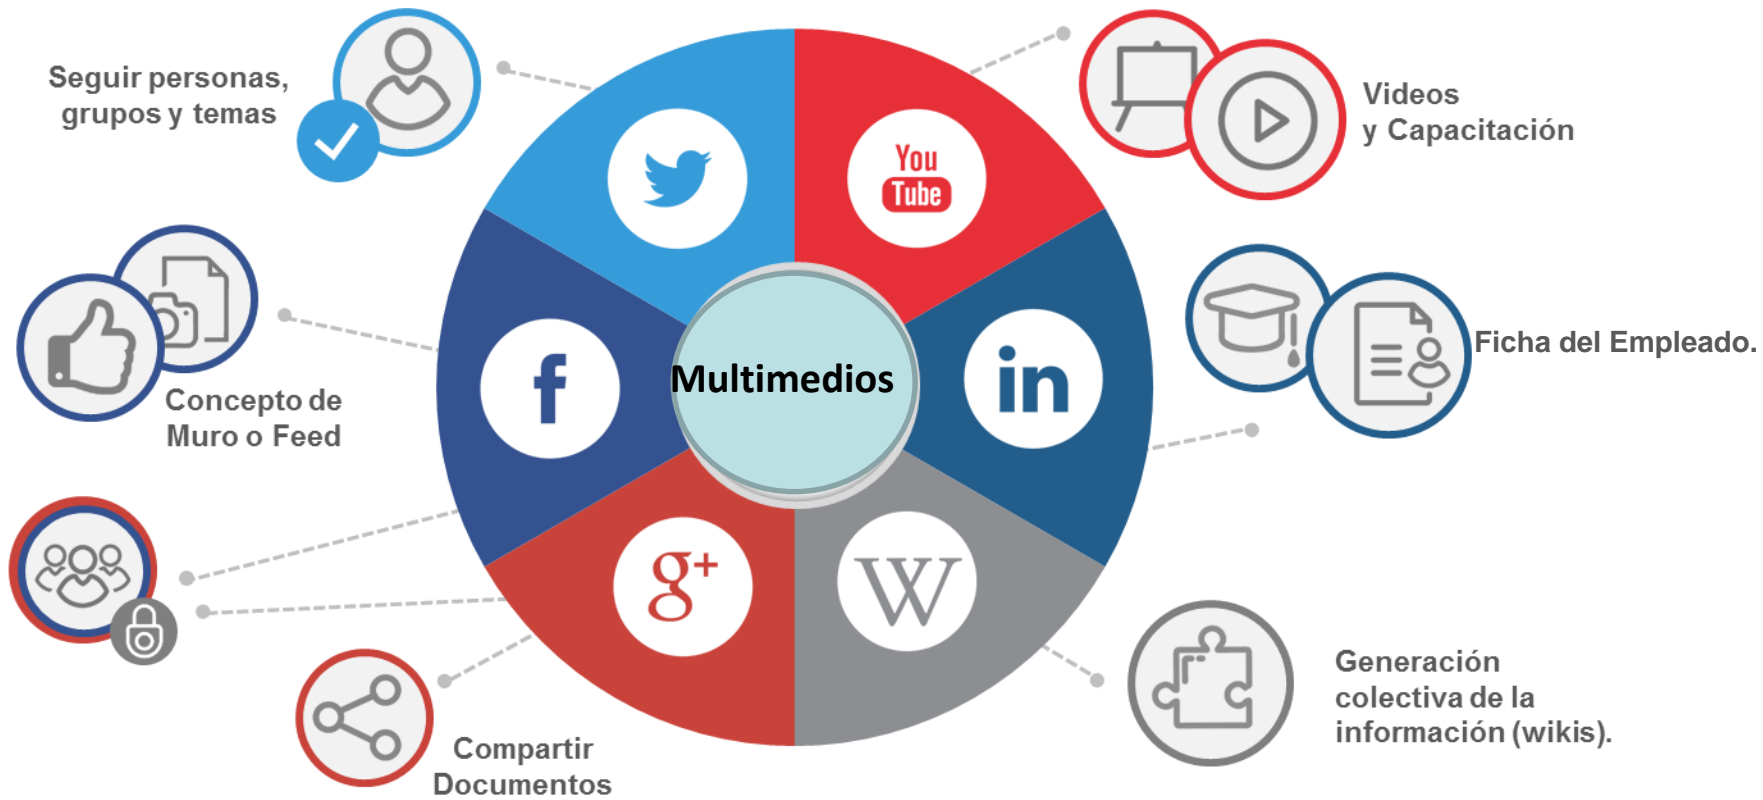 Seguir personas,
grupos y temas
Videos
y Capacitación
You
Tube
Ficha del Empleado.
f
in
Multimedios
Concepto de
Muro o Feed
g+
W
Generación
colectiva de la
información (wikis).
Compartir
Documentos